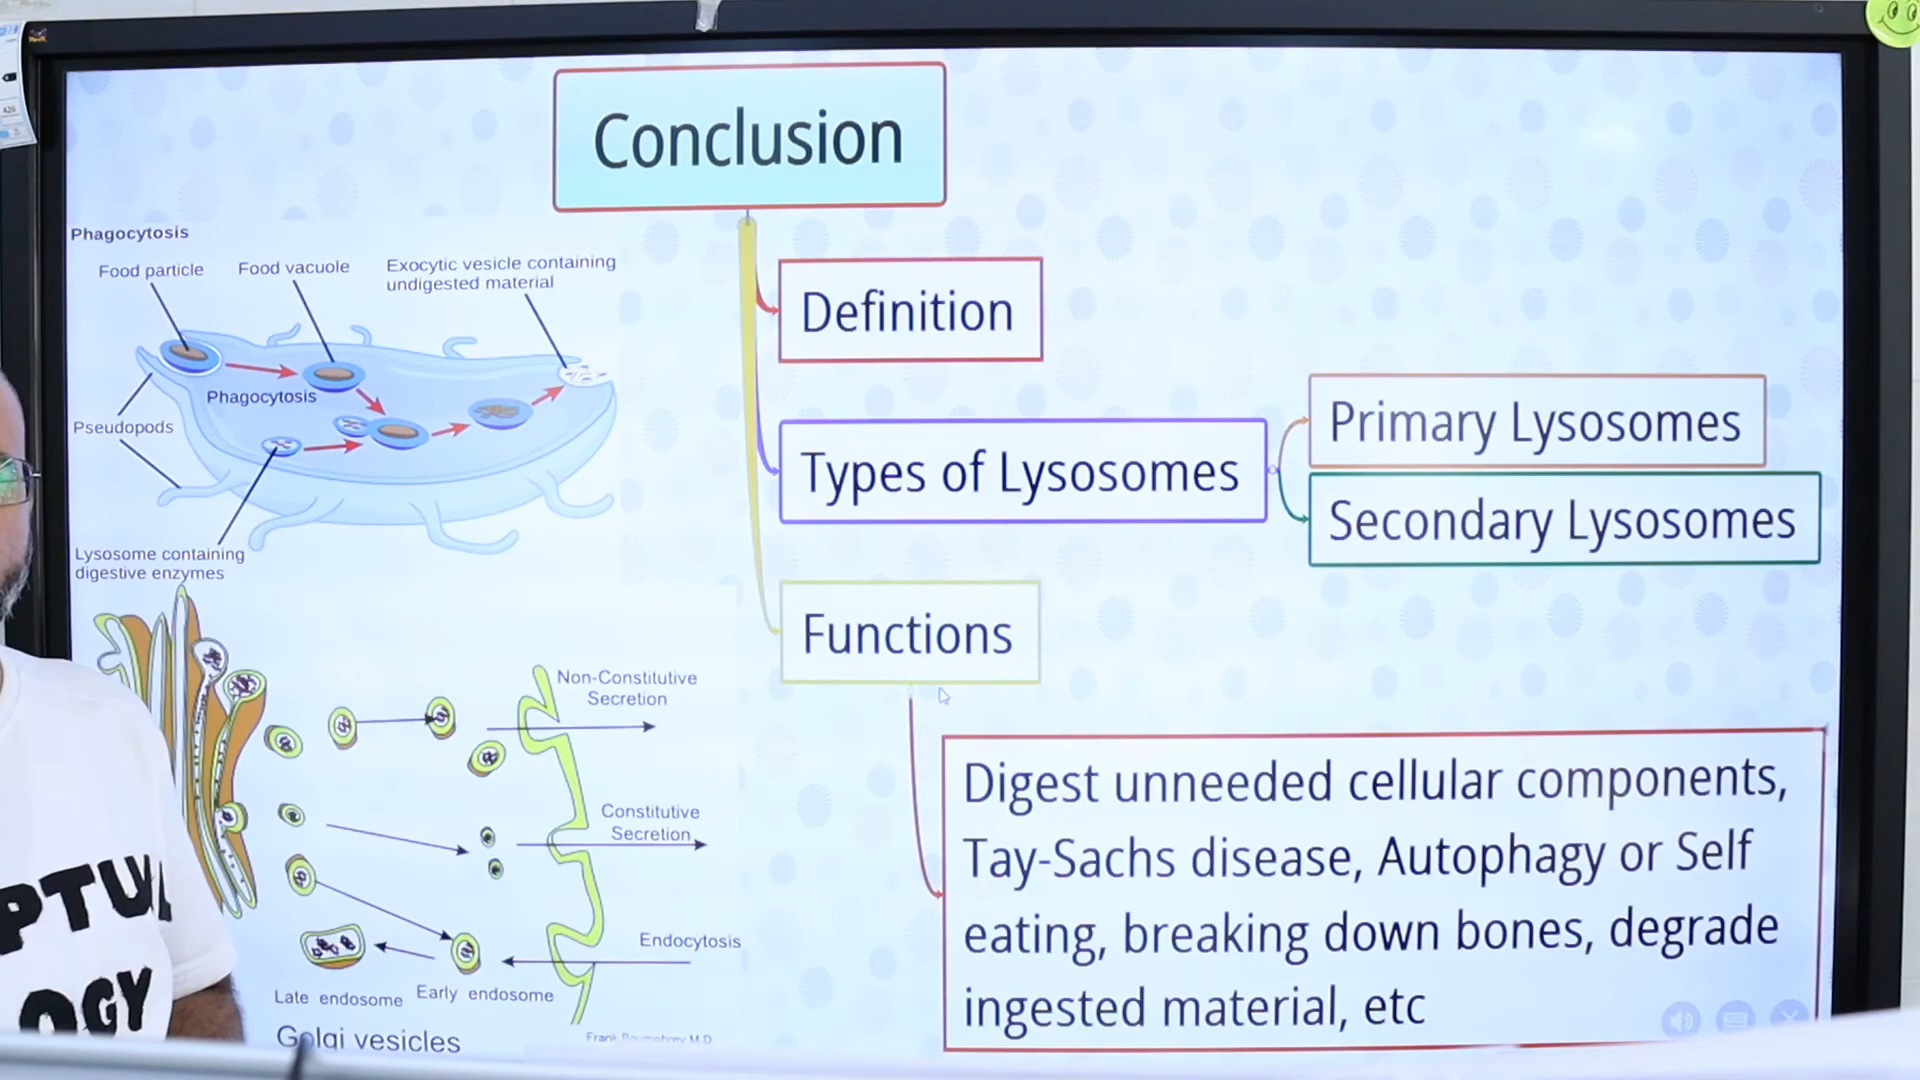 Conclusion
Phagocytosis
Food particle
Food vacuole
Exocytic vesicle containing
undigested material
Phagocytosis
Pseudopods
Lysosome containing
digestive enzymes
Definition
Types of Lysosomes
Primary Lysosomes
Secondary Lysosomes
Functions
Digest unneeded cellular components,
Tay-Sachs disease, Autophagy or Self
eating, breaking down bones, degrade
ingested material, etc
Non-Constitutive
Secretion
Constitutive
Secretion
Endocytosis
Late endosome
Early endosome
Golgi vesicles
Frank M.D
PTU
OGY
426